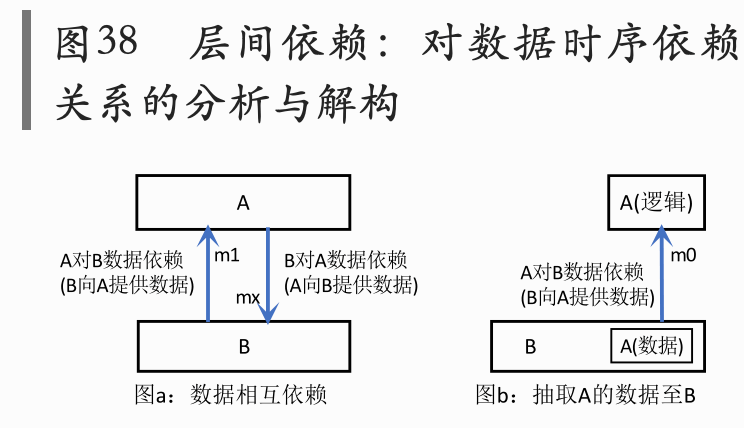 图38 层间依赖：对数据时序依赖
关系的分析与解构
A
A对B数据依赖
(B向A提供数据)
m1
mx
B对A数据依赖
(A向B提供数据)
B
图a：数据相互依赖
A(逻辑)
A对B数据依赖
(B向A提供数据)
m0
B
A(数据)
图b：抽取A的数据至B